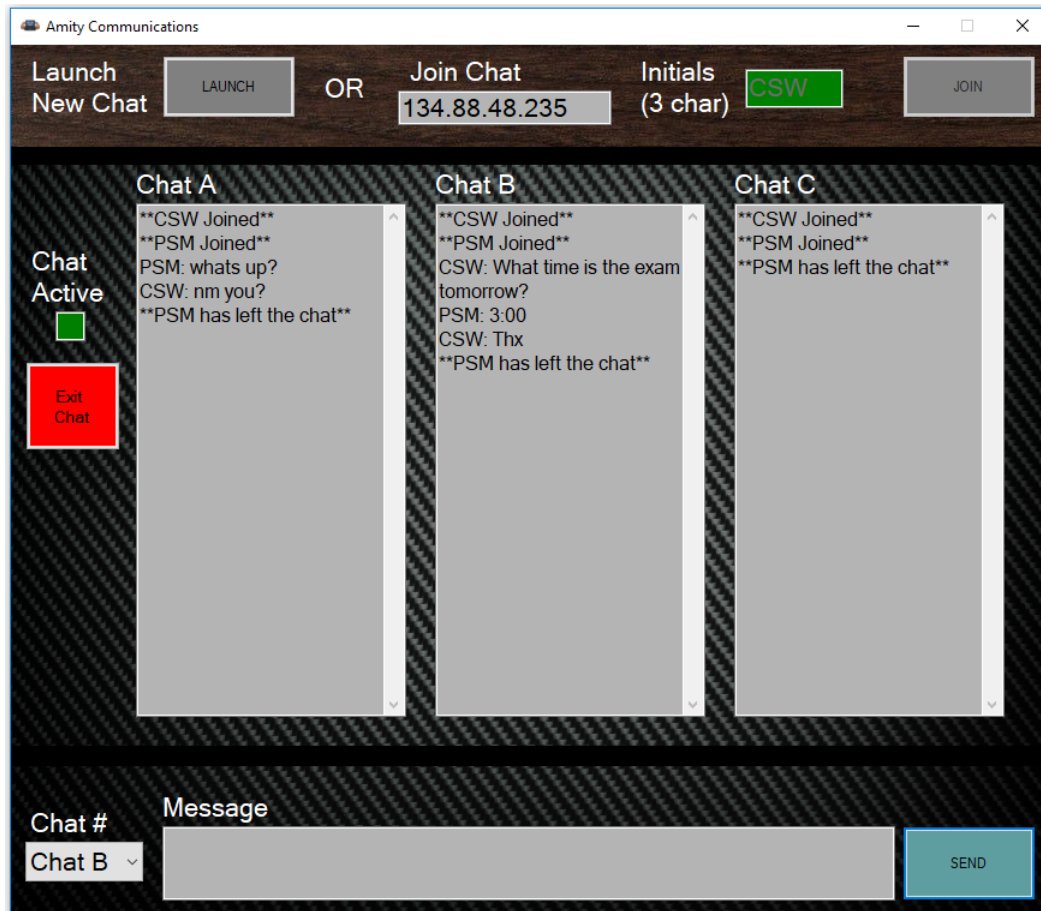 Amity Communications
Launch
New Chat
LAUNCH
OR
Join Chat
134.88.48.235
Initials
(3 char)
CSW
JOIN
Chat
Active
Exit
Chat
Chat A
**CSW Joined**
**PSM Joined**
PSM: whats up?
CSW: nm you?
**PSM has left the chat**
Chat B
**CSW Joined**
**PSM Joined**
CSW: What time is the exam
tomorrow?
PSM: 3:00
CSW: Thx
**PSM has left the chat**
Chat C
**CSW Joined**
**PSM Joined**
**PSM has left the chat**
Chat #
Chat B
Message
SEND